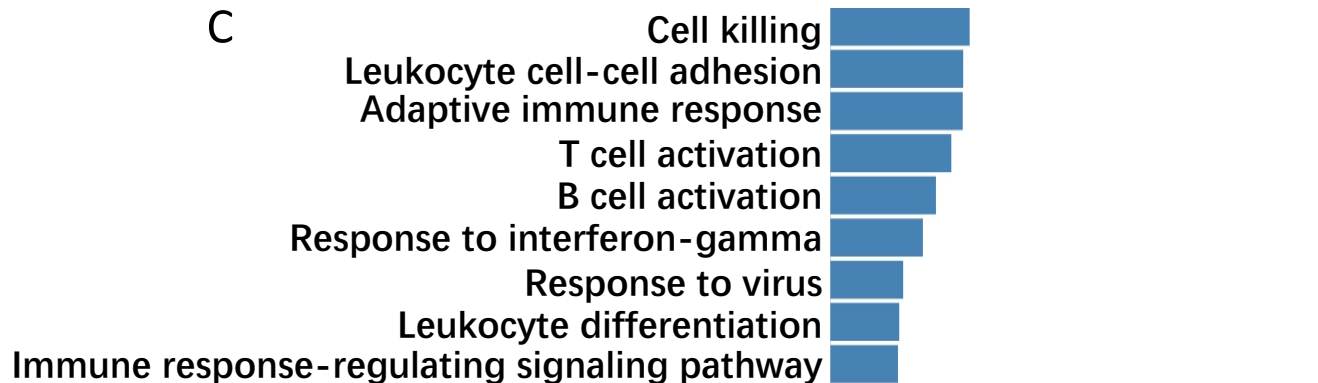 C
Cell killing
Leukocyte cell-cell adhesion
Adaptive immune response
T cell activation
B cell activation
Response to interferon-gamma
Response to virus
Leukocyte differentiation
Immune response-regulating signaling pathway